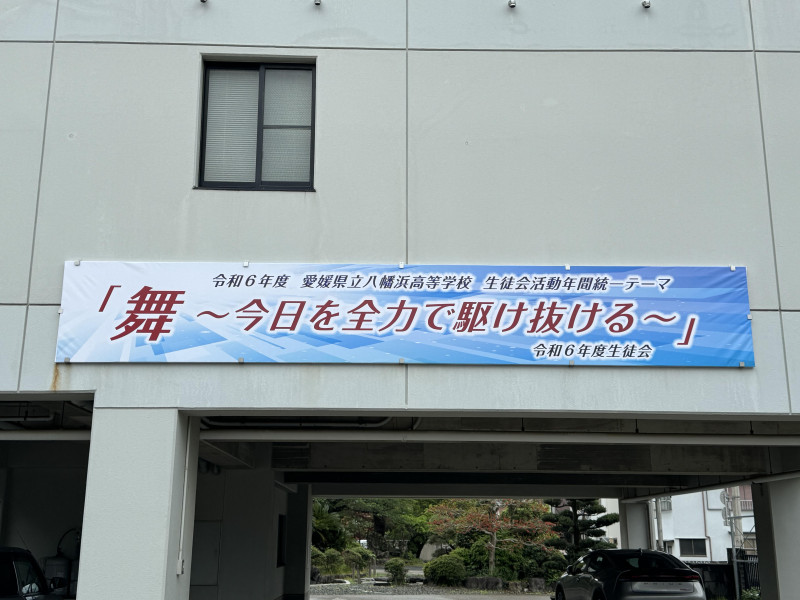 令和6年度 愛媛県立八幡浜高等学校 生徒会活動年間統一テーマ
「舞 ～今日を全力で駆け抜ける～」
令和6年度生徒会